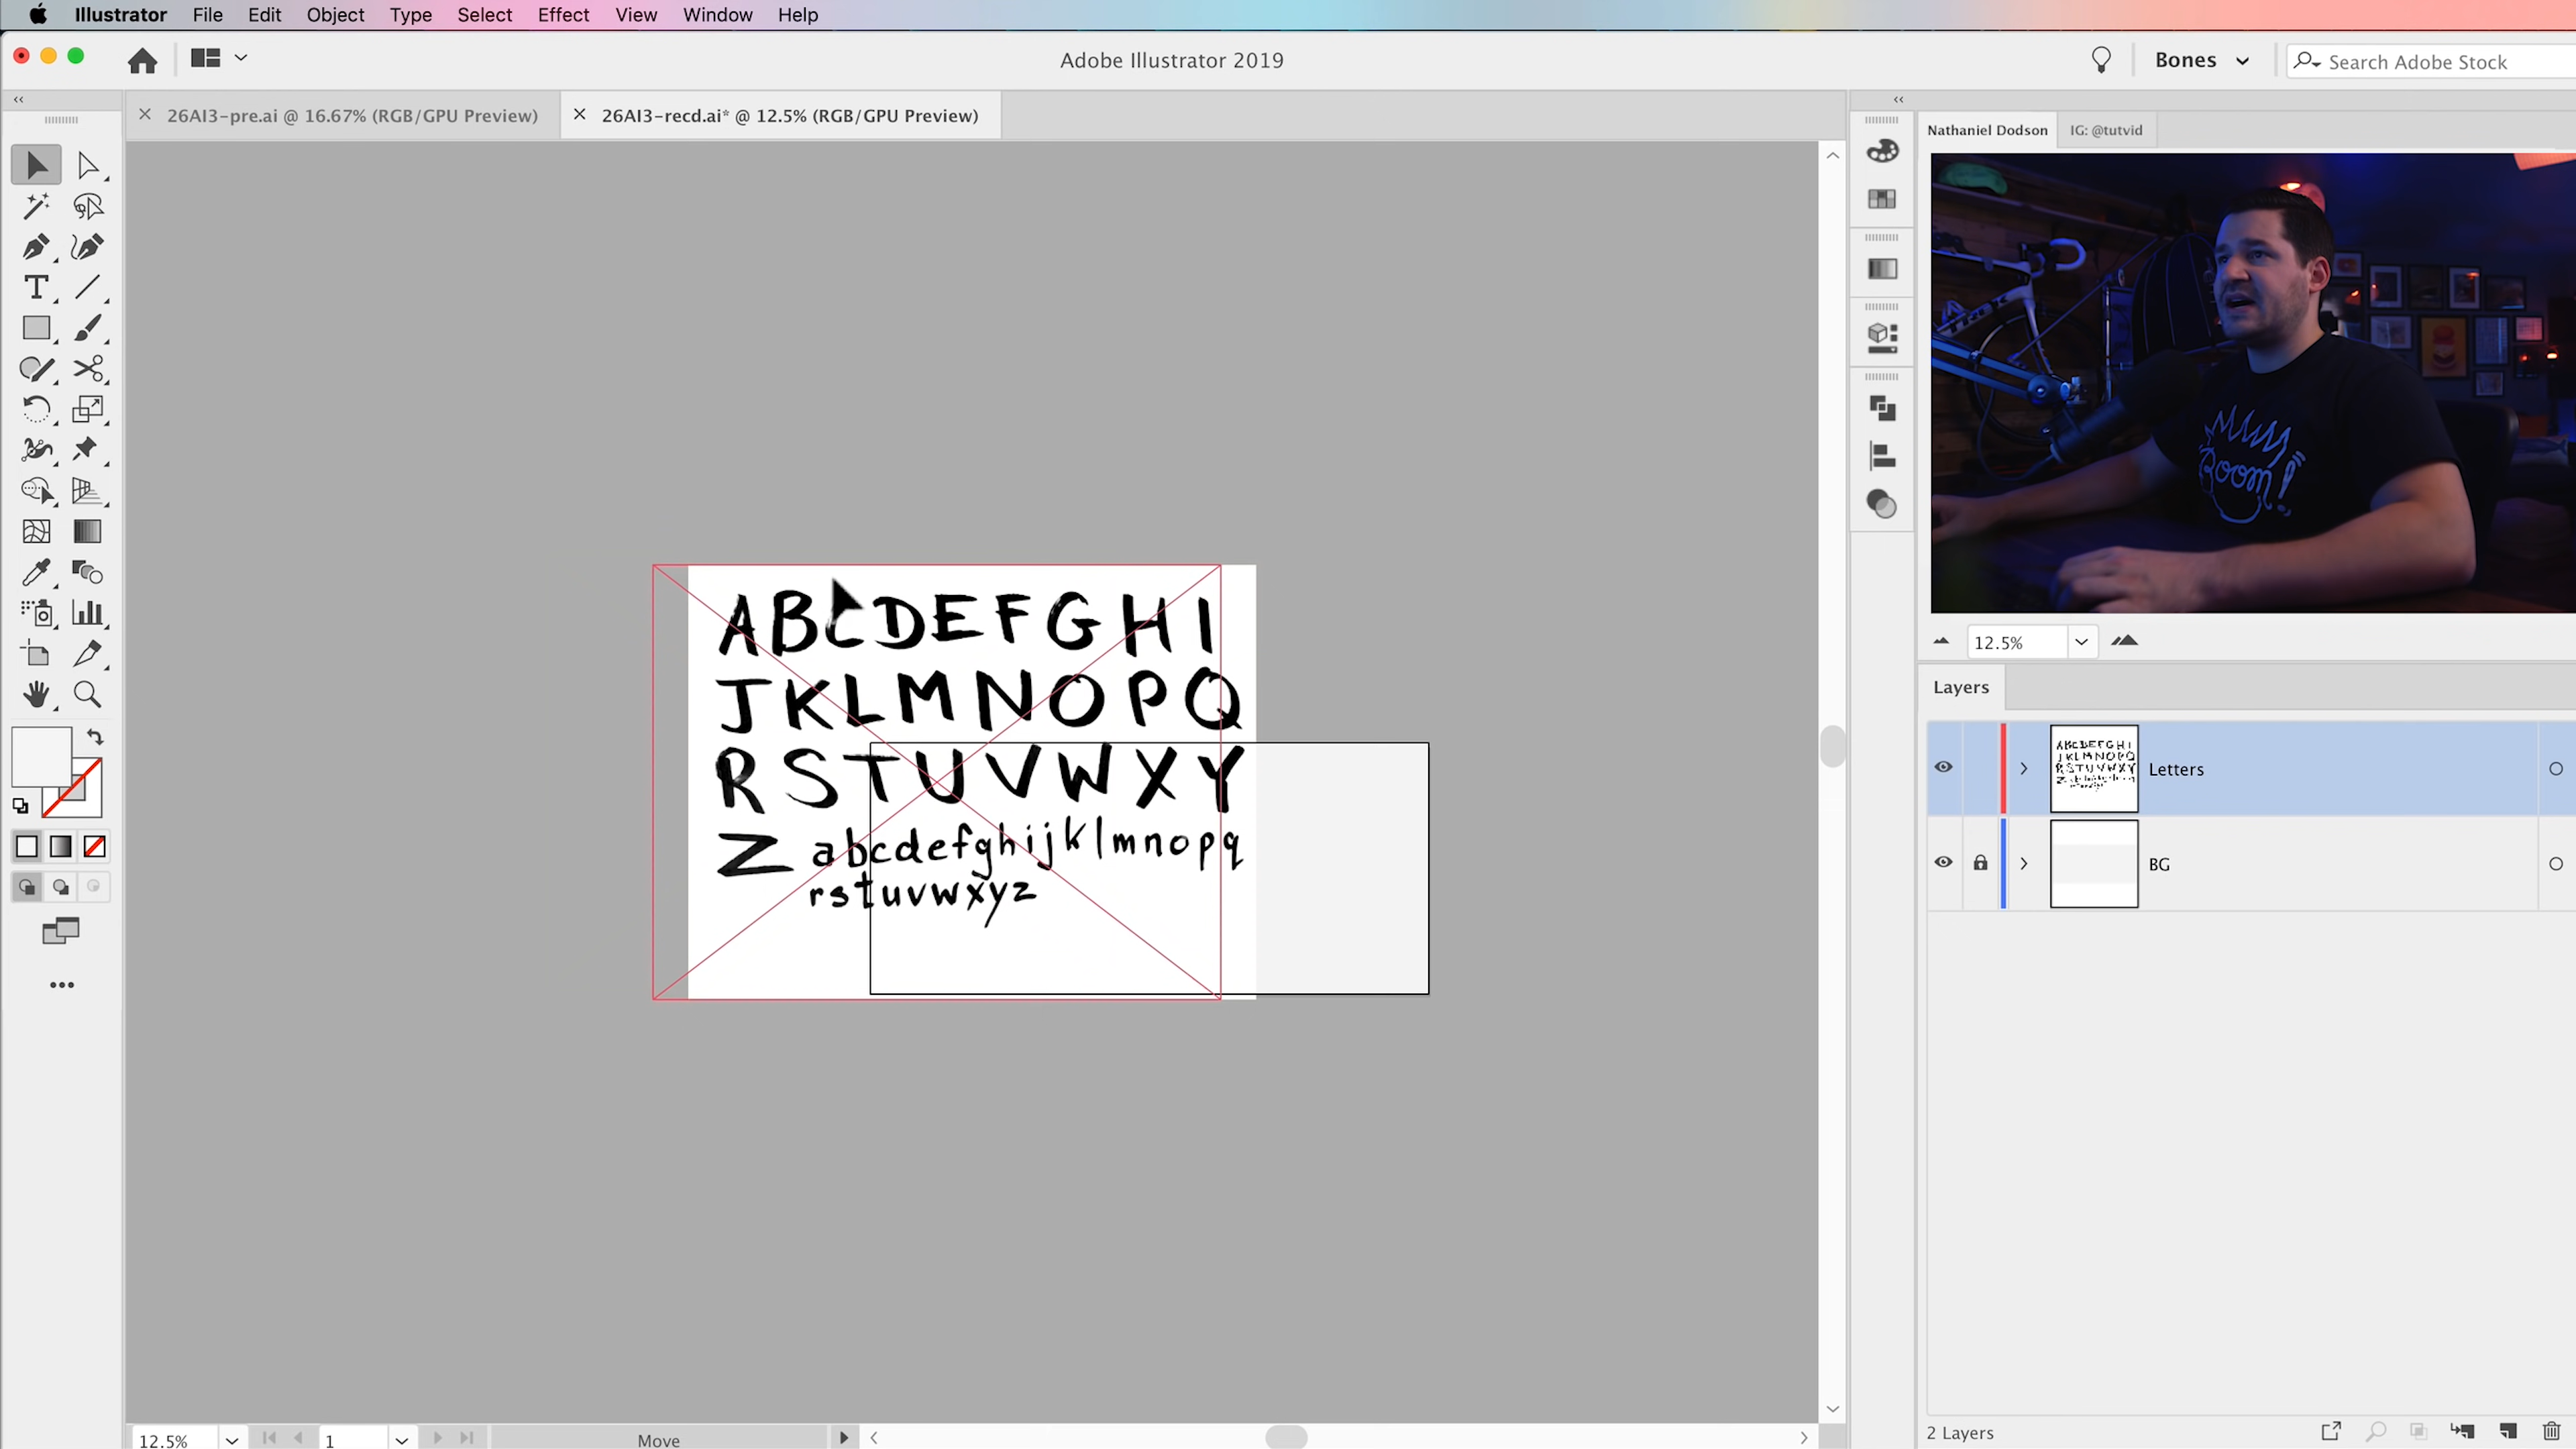 Illustrator File Edit Object Type Select Effect View Window Help
Adobe Illustrator 2019
Bones
Search Adobe Stock
26AI3-pre.ai @ 16.67% (RGB/GPU Preview)
26AI3-recd.ai* @ 12.5% (RGB/GPU Preview)
Nathaniel Dodson
IG: @tutvid
Boom!
12.5%
Layers
ABCDEFGHI
JKLMNOPQ
RSTUVWXY
Z abcdefghijklmnopq
rstuvwxyz
Letters
BG
12.5%
1
Move
2 Layers